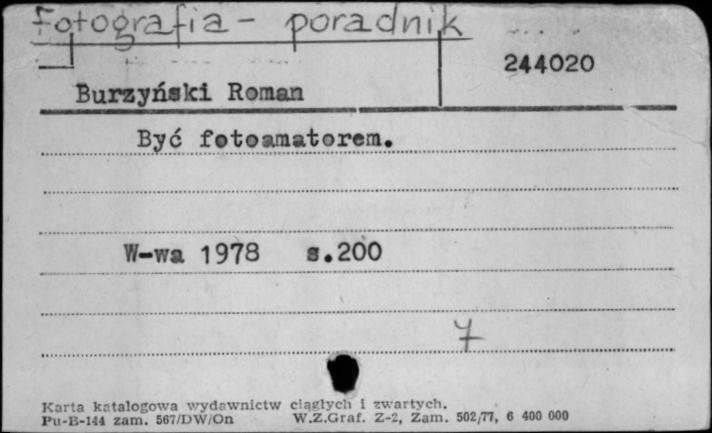 Fotografia - poradnik
244020
Burzyński Roman
Być fotoamatorem.
W-wa 1978 s.200
7
Karta katalogowa wydawnictw ciągłych i zwartych.
Pu-B-144 zam. 567/DW/On W.Z.Graf. Z-2, Zam. 502/77, 6 400 000